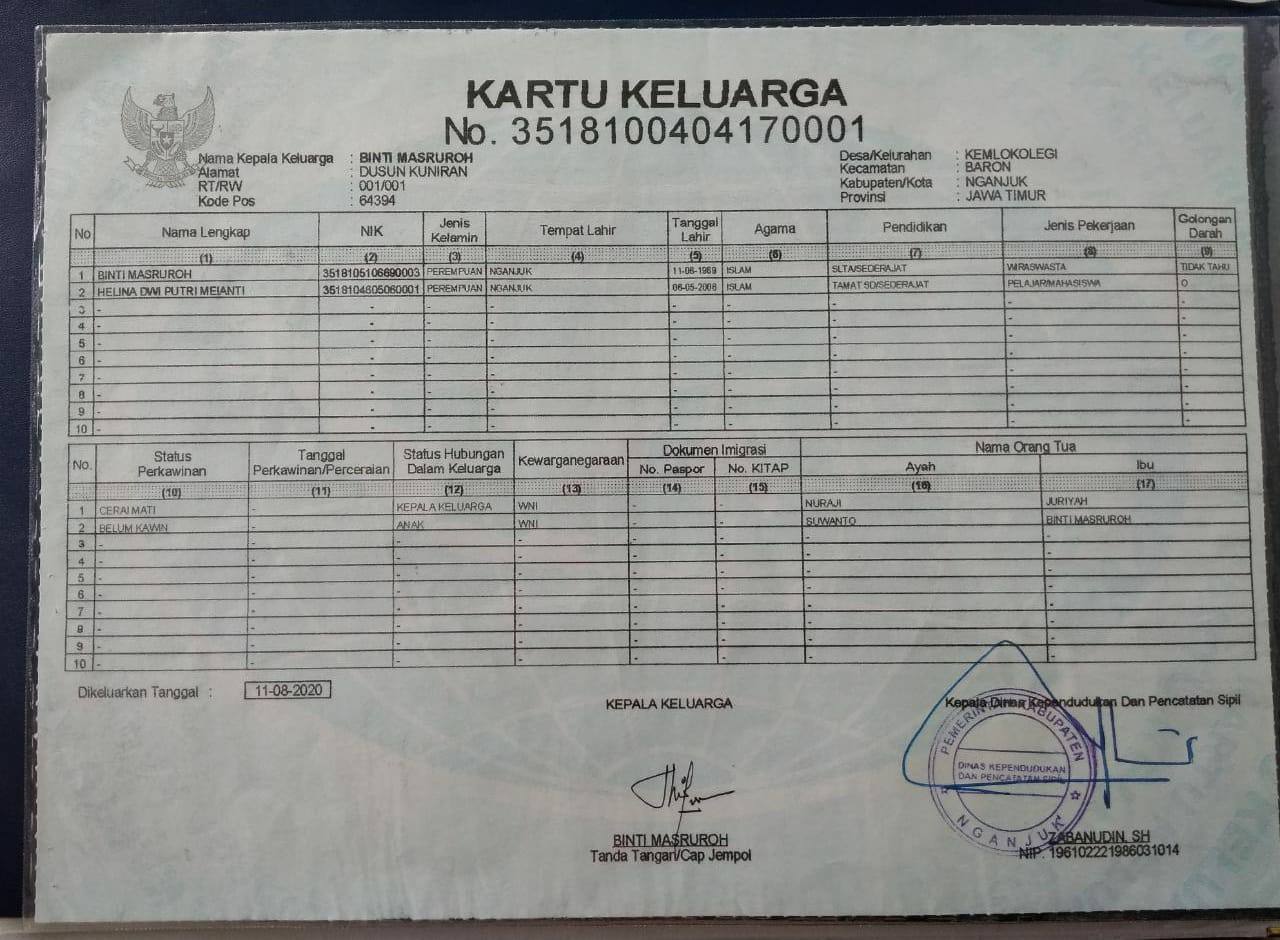 KARTU KELUARGA
No. 3518100404170001
Nama Kepala Keluarga : BINTI MASRUROH
Alamat : DUSUN KUNIRAN
RT/RW : 001/001
Kode Pos : 64394
Desa/Kelurahan : KEMLOKOLEGI
Kecamatan : BARON
Kabupaten/Kota : NGANJUK
Provinsi : JAWA TIMUR
No Nama Lengkap NIK Jenis Kelamin Tempat Lahir Tanggal Lahir Agama Pendidikan Jenis Pekerjaan Golongan Darah
(1) (2) (3) (4) (5) (6) (7) (8) (9)
1 BINTI MASRUROH 3518105106690003 PEREMPUAN NGANJUK 11-06-1969 ISLAM SLTA/SEDERAJAT WIRASWASTA TIDAK TAHU
2 HELINA DWI PUTRI MEIANTI 3518104805060001 PEREMPUAN NGANJUK ISLAM TAMAT SD/SEDERAJAT PELAJAR/MAHASISWA O
3 - - - - - - - - -
4 - - - - - - - - -
5 - - - - - - - - -
6 - - - - - - - - -
7 - - - - - - - - -
8 - - - - - - - - -
9 - - - - - - - - -
10 - - - - - - - - -
No. Status Perkawinan Tanggal Perkawinan/Perceraian Status Hubungan Dalam Keluarga Kewarganegaraan Dokumen Imigrasi Nama Orang Tua
No. Paspor No. KITAP Ayah Ibu
(10) (11) (12) (13) (14) (15) (16) (17)
1 CERAI MATI - KEPALA KELUARGA WNI - - NURAJI JURIYAH
2 BELUM KAWIN - ANAK WNI - - SUWANTO BINTI MASRUROH
3 - - - - - - - -
4 - - - - - - - -
5 - - - - - - - -
6 - - - - - - - -
7 - - - - - - - -
8 - - - - - - - -
9 - - - - - - - -
10 - - - - - - - -
Dikeluarkan Tanggal : 11-08-2020
KEPALA KELUARGA
BINTI MASRUROH
Tanda Tangan/Cap Jempol
Kepala Dinas Kependudukan Dan Pencatatan Sipil
PEMERINTAH KABUPATEN
DINAS KEPENDUDUKAN
DAN PENCATATAN SIPIL
NGANJUK
ZABANUDIN, SH
NIP. 196102221986031014